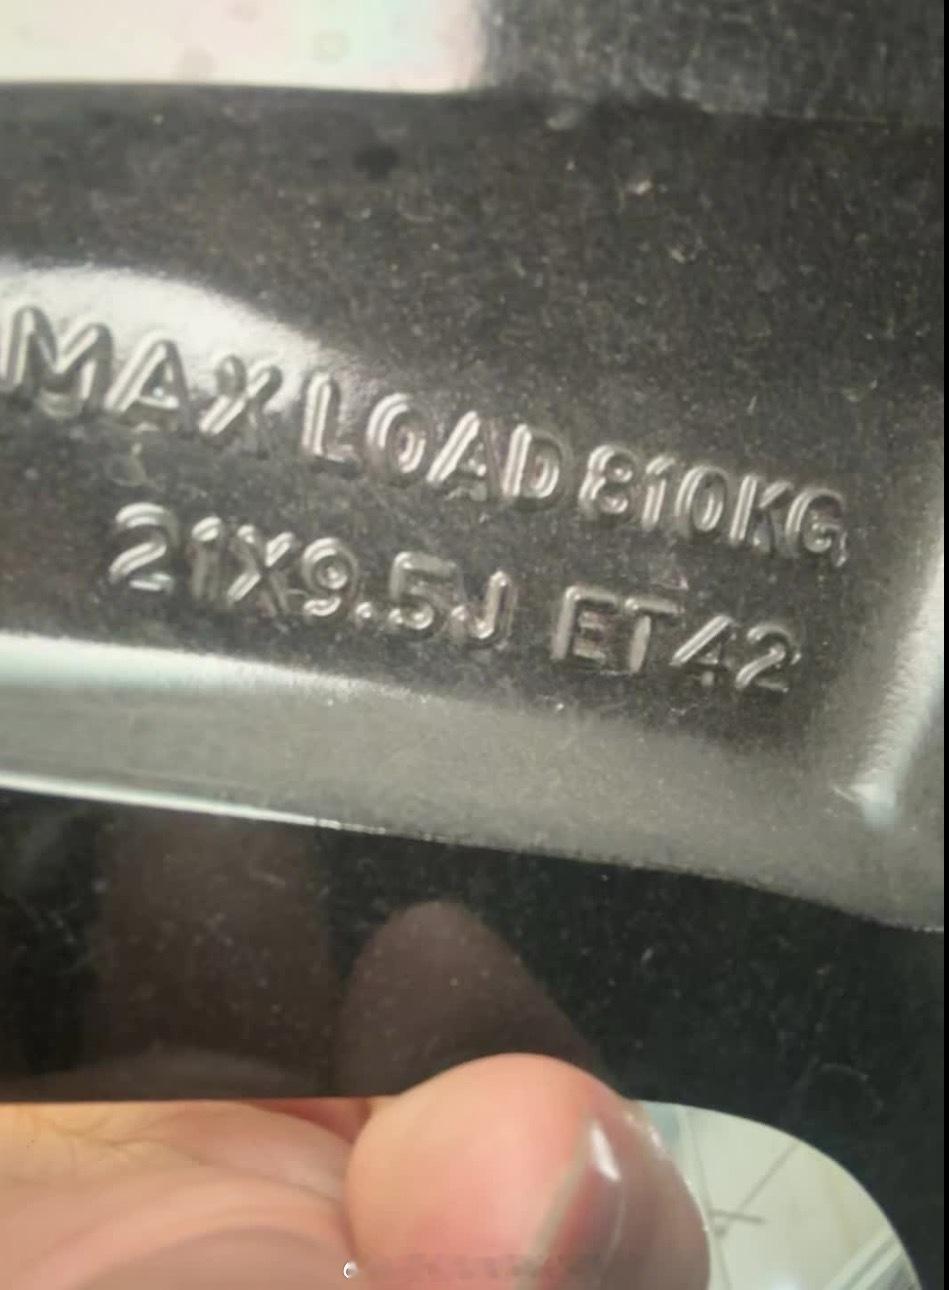 MAX LOAD 810KG
21X9.5J ET42